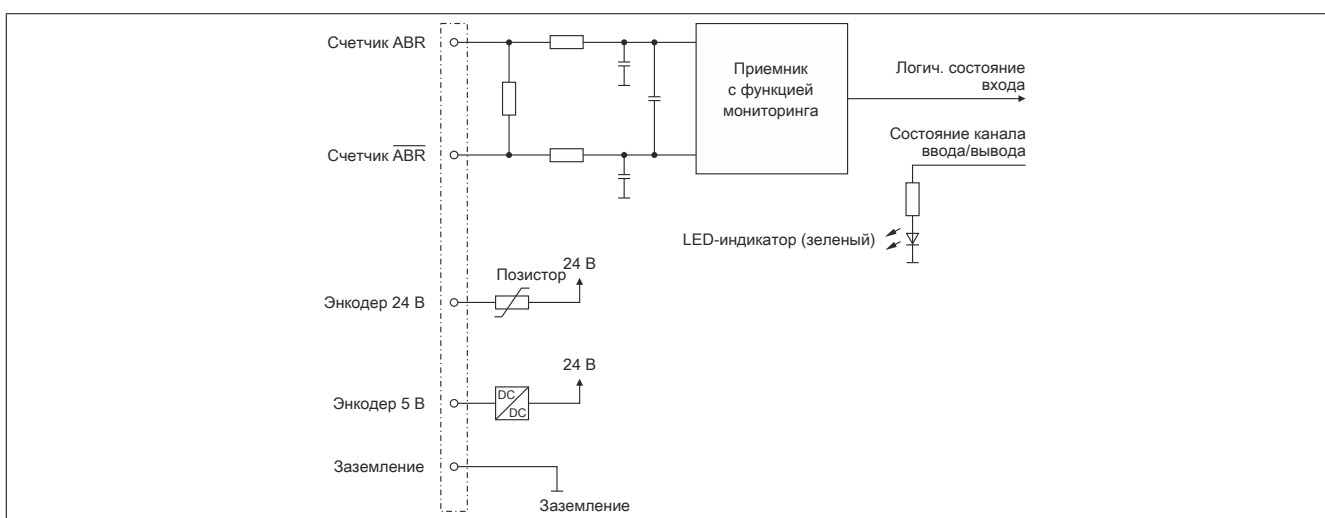 Счетчик ABR
Приемник
с функцией
мониторинга
Логич. состояние
входа
Счетчик A̅B̅R̅
Состояние канала
ввода/вывода
LED-индикатор (зеленый)
Позистор
24 В
Энкодер 24 В
24 В
Энкодер 5 В
DC
DC
Заземление
Заземление